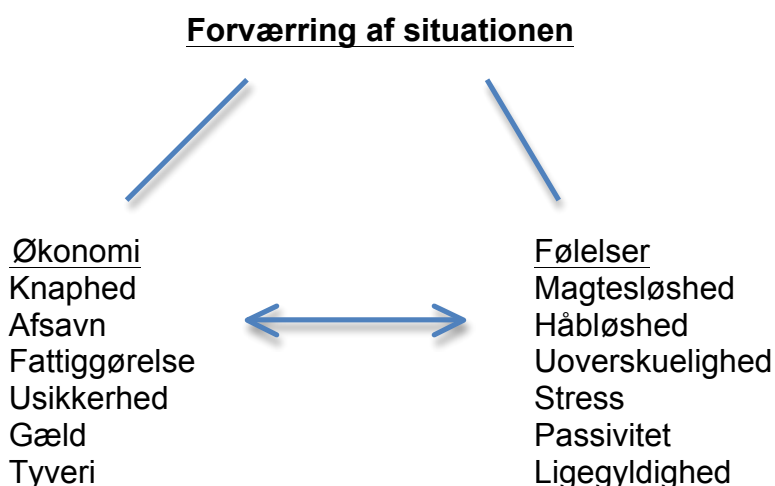 Forværring af situationen
Økonomi
Knaphed
Afsavn
Fattiggørelse
Usikkerhed
Gæld
Tyveri
Følelser
Magtesløshed
Håbløshed
Uoverskuelighed
Stress
Passivitet
Ligegyldighed